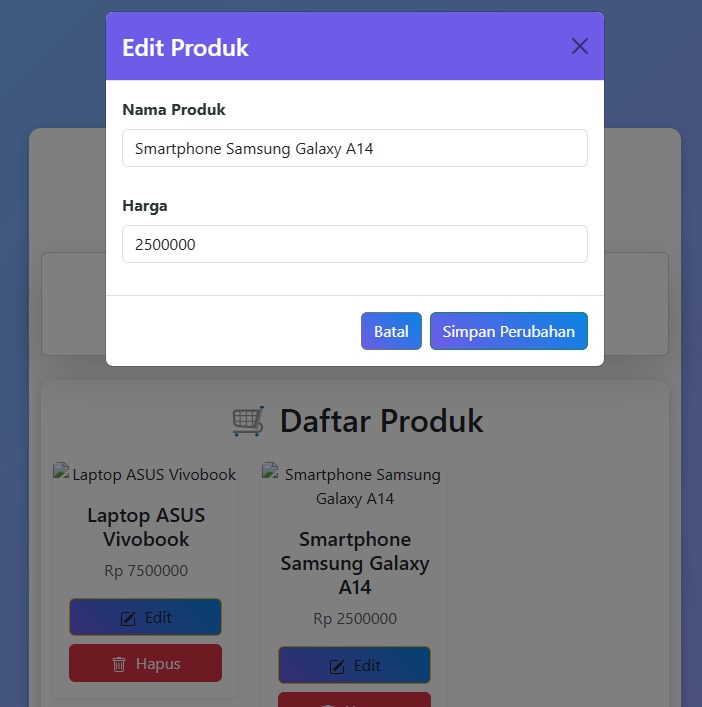 Edit Produk
Nama Produk
Smartphone Samsung Galaxy A14
Harga
2500000
Batal
Simpan Perubahan
Daftar Produk
Laptop ASUS Vivobook
Laptop ASUS
Vivobook
Rp 7500000
Edit
Hapus
Smartphone Samsung
Galaxy A14
Smartphone
Samsung Galaxy
A14
Rp 2500000
Edit